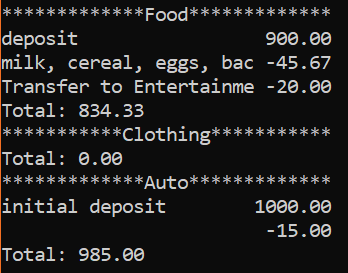 *************Food*************
deposit                 900.00
milk, cereal, eggs, bac -45.67
Transfer to Entertainme -20.00
Total: 834.33
***********Clothing***********
Total: 0.00
*************Auto*************
initial deposit        1000.00
                        -15.00
Total: 985.00